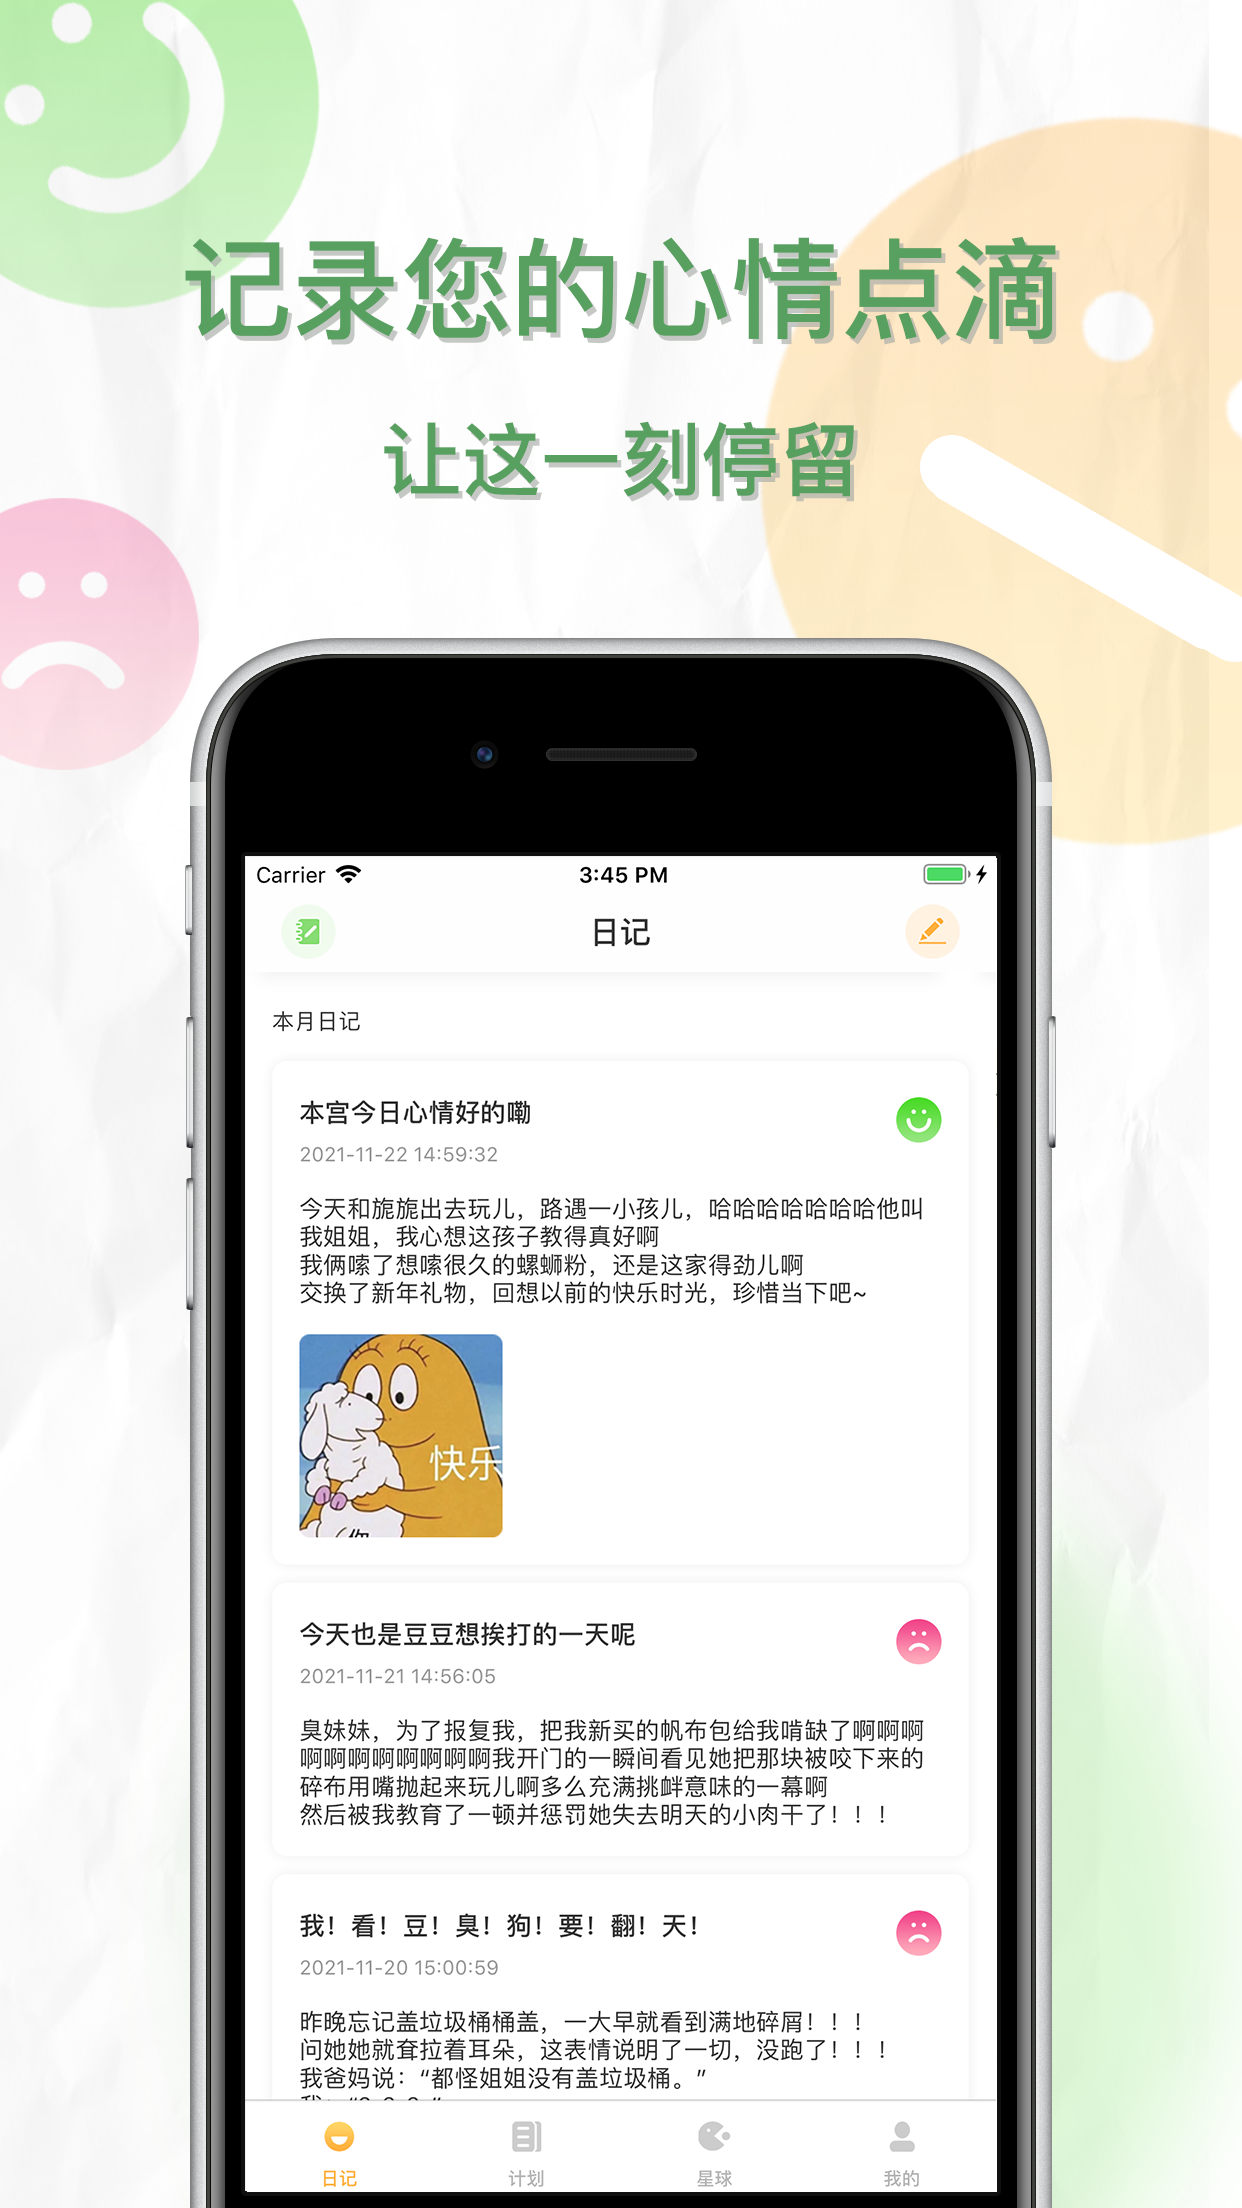 记录您的心情点滴
让这一刻停留
Carrier
3:45 PM
日记
本月日记
本宫今日心情好的嘞
2021-11-22 14:59:32
今天和旎旎出去玩儿，路遇一小孩儿，哈哈哈哈哈哈哈他叫
我姐姐，我心想这孩子教得真好啊
我俩嗦了想嗦很久的螺蛳粉，还是这家得劲儿啊
交换了新年礼物，回想以前的快乐时光，珍惜当下吧~
快乐
今天也是豆豆想挨打的一天呢
2021-11-21 14:56:05
臭妹妹，为了报复我，把我新买的帆布包给我啃缺了啊啊啊
啊啊啊啊啊啊啊啊我开门的一瞬间看见她把那块被咬下来的
碎布用嘴抛起来玩儿啊多么充满挑衅意味的一幕啊
然后被我教育了一顿并惩罚她失去明天的小肉干了！！！
我！看！豆！臭！狗！要！翻！天！
2021-11-20 15:00:59
昨晚忘记盖垃圾桶桶盖，一大早就看到满地碎屑！！！
问她她就耷拉着耳朵，这表情说明了一切，没跑了！！！
我爸妈说：“都怪姐姐没有盖垃圾桶。”
日记
计划
星球
我的